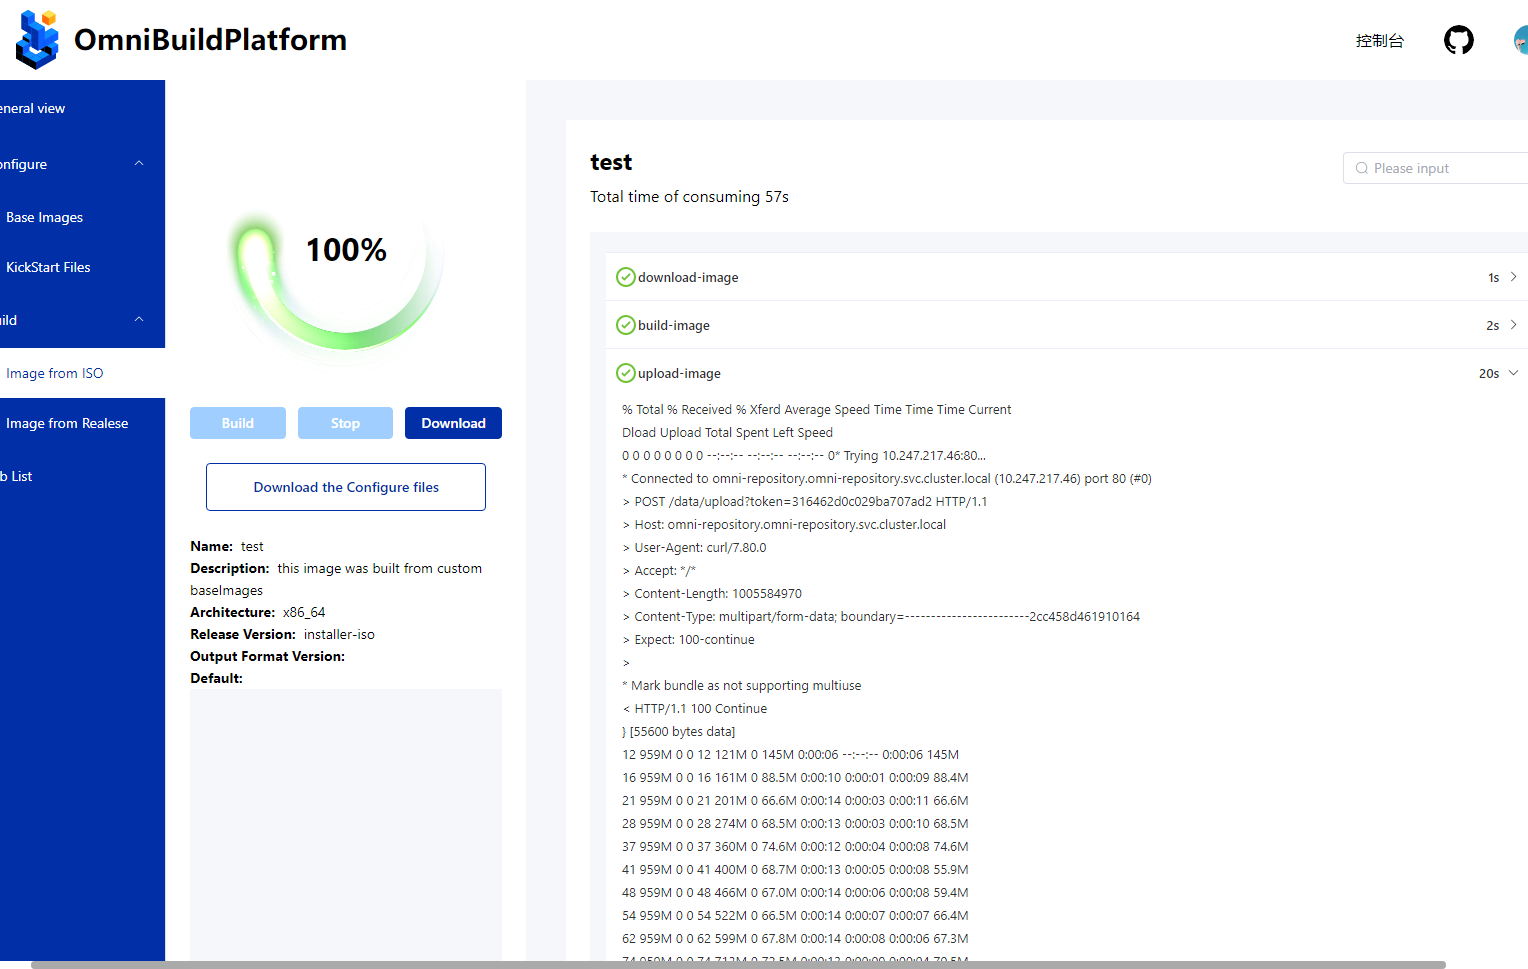 OmniBuildPlatform
控制台
eneral view
onfigure
Base Images
KickStart Files
ild
Image from ISO
Image from Realese
b List
100%
Build
Stop
Download
Download the Configure files
Name: test
Description: this image was built from custom
baseImages
Architecture: x86_64
Release Version: installer-iso
Output Format Version:
Default:
test
Total time of consuming 57s
Please input
download-image 1s
build-image 2s
upload-image 20s
% Total % Received % Xferd Average Speed Time Time Time Current
Dload Upload Total Spent Left Speed
0 0 0 0 0 0 0 0 --:--:-- --:--:-- --:--:-- 0* Trying 10.247.217.46:80...
* Connected to omni-repository.omni-repository.svc.cluster.local (10.247.217.46) port 80 (#0)
> POST /data/upload?token=316462d0c029ba707ad2 HTTP/1.1
> Host: omni-repository.omni-repository.svc.cluster.local
> User-Agent: curl/7.80.0
> Accept: */*
> Content-Length: 1005584970
> Content-Type: multipart/form-data; boundary=------------------------2cc458d461910164
> Expect: 100-continue
>
* Mark bundle as not supporting multiuse
< HTTP/1.1 100 Continue
} [55600 bytes data]
12 959M 0 0 12 121M 0 145M 0:00:06 --:--:-- 0:00:06 145M
16 959M 0 0 16 161M 0 88.5M 0:00:10 0:00:01 0:00:09 88.4M
21 959M 0 0 21 201M 0 66.6M 0:00:14 0:00:03 0:00:11 66.6M
28 959M 0 0 28 274M 0 68.5M 0:00:13 0:00:03 0:00:10 68.5M
37 959M 0 0 37 360M 0 74.6M 0:00:12 0:00:04 0:00:08 74.6M
41 959M 0 0 41 400M 0 68.7M 0:00:13 0:00:05 0:00:08 55.9M
48 959M 0 0 48 466M 0 67.0M 0:00:14 0:00:06 0:00:08 59.4M
54 959M 0 0 54 522M 0 66.5M 0:00:14 0:00:07 0:00:07 66.4M
62 959M 0 0 62 599M 0 67.8M 0:00:14 0:00:08 0:00:06 67.3M